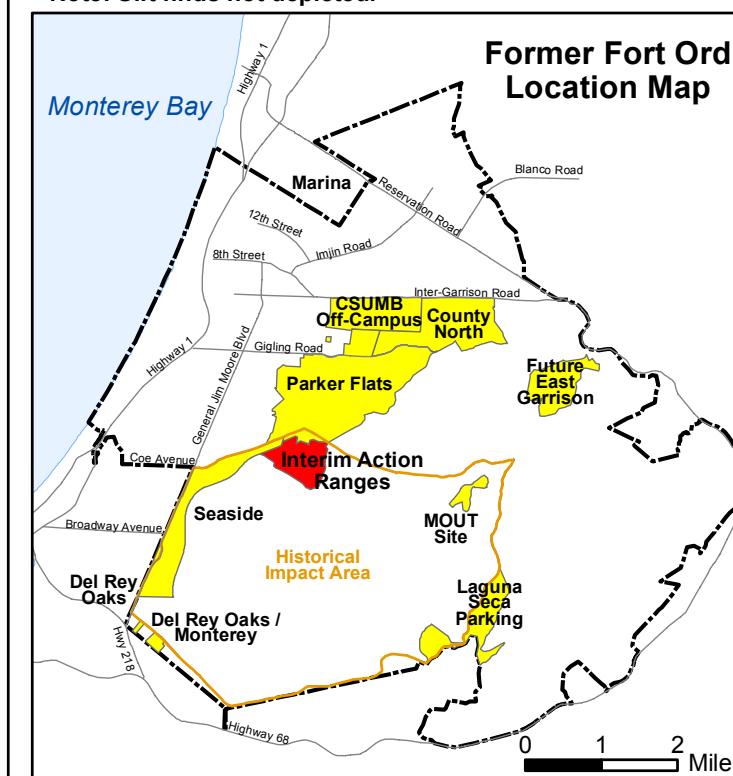 Former Fort Ord
Location Map
Monterey Bay
Highway 1
Marina
Blanco Road
Reservation Road
12th Street
Imjin Road
8th Street
Inter-Garrison Road
CSUMB
Off-Campus
County
North
Gigling Road
Highway 1
General Jim Moore Blvd
Parker Flats
Future
East
Garrison
Coe Avenue
Interim Action
Ranges
Seaside
MOUT
Site
Broadway Avenue
Historical
Impact Area
Del Rey
Oaks
Laguna
Seca
Parking
Del Rey Oaks /
Monterey
Hwy 218
Highway 68
0 1 2
Mile